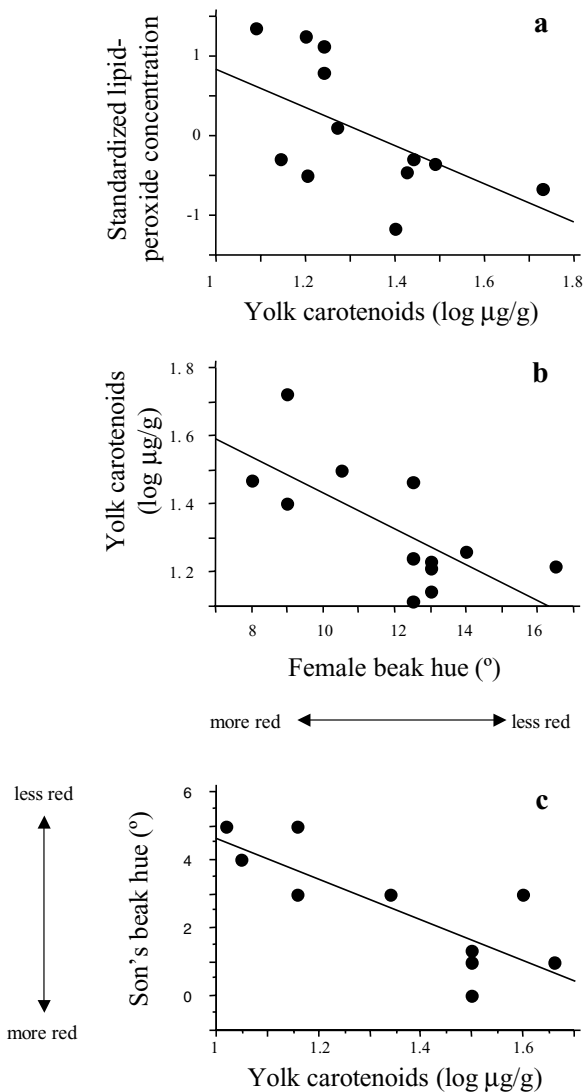 a
Standardized lipid-
peroxide concentration
1
0
-1
1 1.2 1.4 1.6 1.8
Yolk carotenoids (log µg/g)
b
Yolk carotenoids
(log µg/g)
1. 8
1. 6
1. 4
1. 2
8 10 12 14 16
Female beak hue (º)
more red less red
c
less red
more red
Son's beak hue (º)
6
4
2
0
1 1.2 1.4 1.6
Yolk carotenoids (log µg/g)